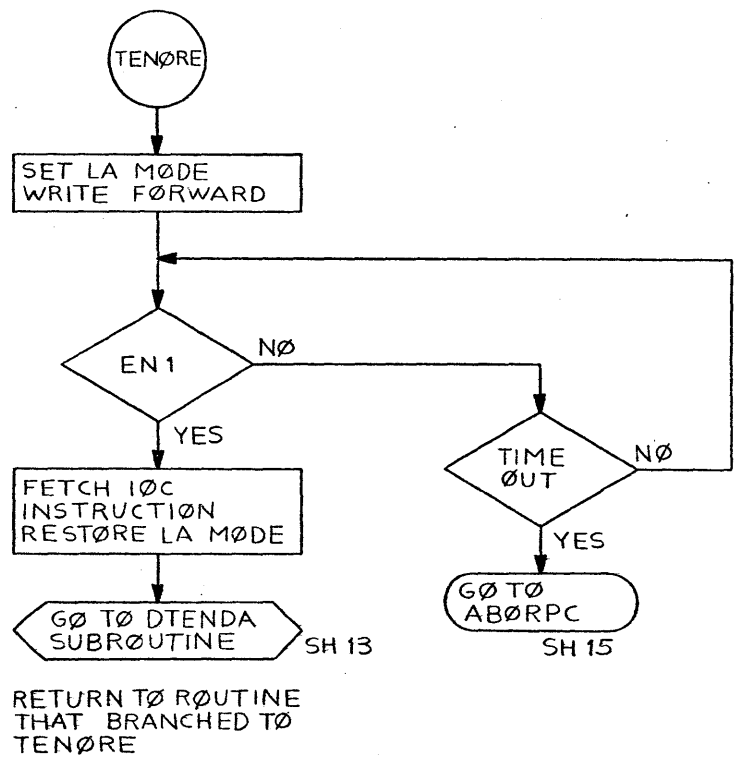 TENØRE
SET LA MØDE
WRITE FØRWARD
EN 1
NØ
YES
TIME
ØUT
NØ
YES
FETCH IØC
INSTRUCTIØN
RESTØRE LA MØDE
GØ TØ DTENDA
SUBRØUTINE
SH 13
GØ TØ
ABØRPC
SH 15
RETURN TØ RØUTINE
THAT BRANCHED TØ
TENØRE